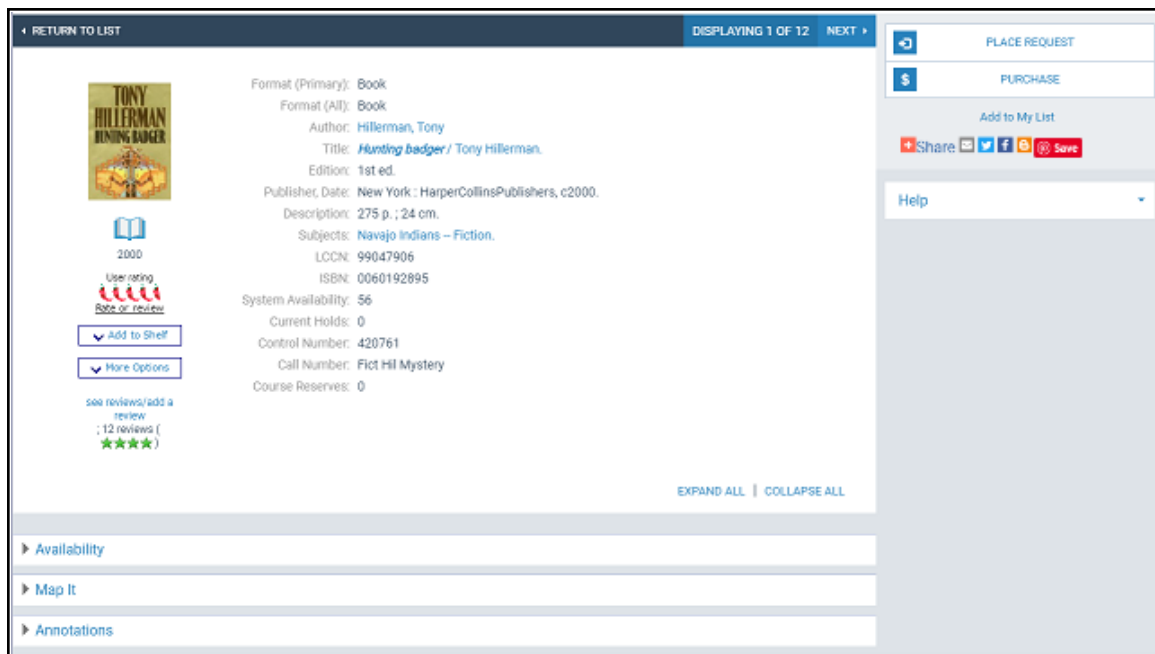 RETURN TO LIST
DISPLAYING 1 OF 12 NEXT
TONY
HILLERMAN
HUNTING BADGER
2000
User rating
Rate or review
Add to Shelf
More Options
see reviews/add a
review
; 12 reviews (
)
Format (Primary): Book
Format (All): Book
Author: Hillerman, Tony
Title: Hunting badger / Tony Hillerman.
Edition: 1st ed.
Publisher, Date: New York : HarperCollinsPublishers, c2000.
Description: 275 p. ; 24 cm.
Subjects: Navajo Indians -- Fiction.
LCCN: 99047906
ISBN: 0060192895
System Availability: 56
Current Holds: 0
Control Number: 420761
Call Number: Fict Hil Mystery
Course Reserves: 0
EXPAND ALL | COLLAPSE ALL
Availability
Map It
Annotations
PLACE REQUEST
$ PURCHASE
Add to My List
Share Save
Help